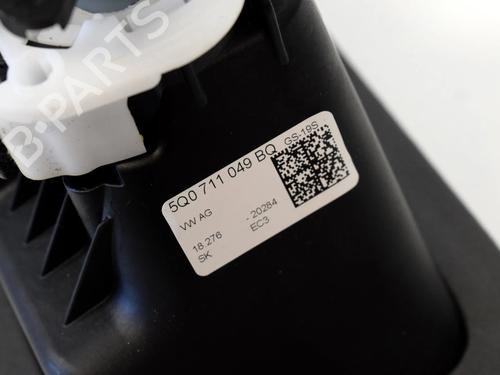 B-PARTS
5Q0 711 049 BQ GS-19S
VW AG
18.276 - 20284
SK EC3